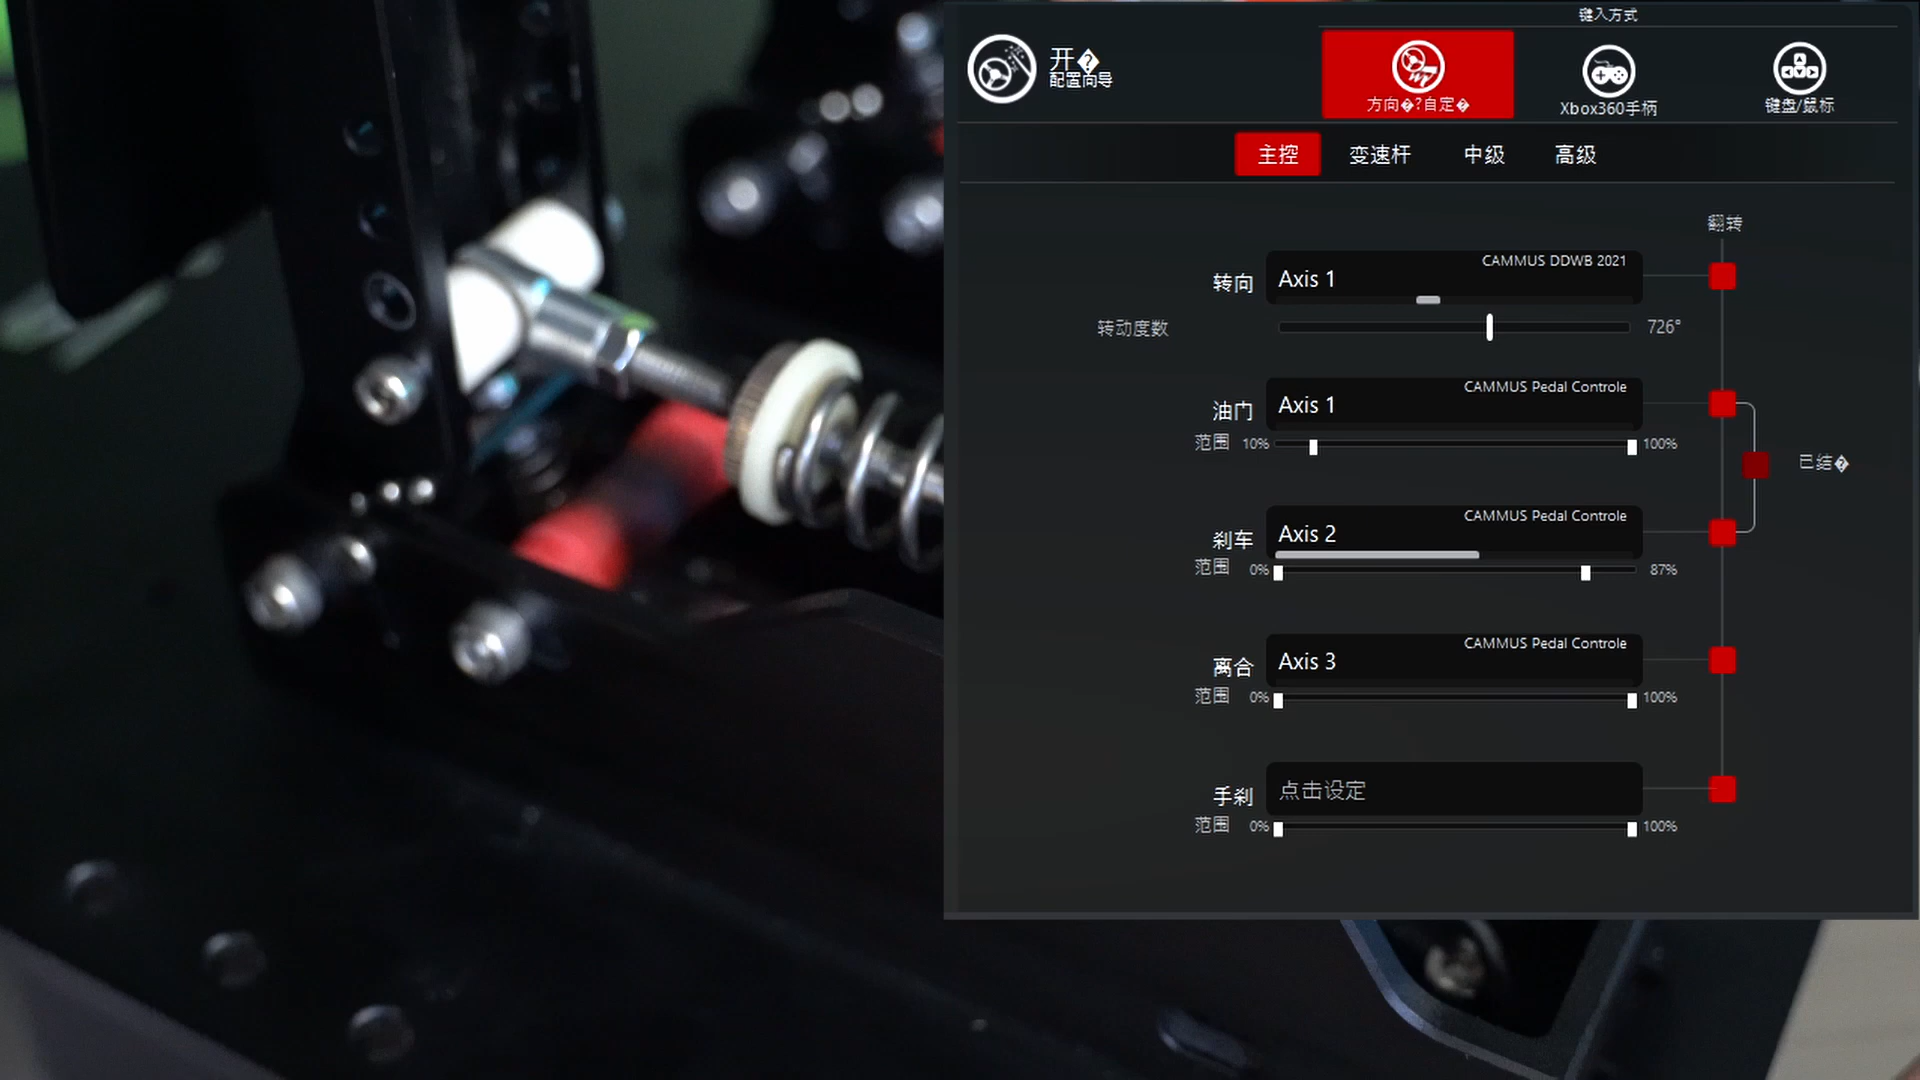 键入方式
开�
配置向导
方向�?自定�
Xbox360手柄
键盘/鼠标
主控
变速杆
中级
高级
翻转
转向
Axis 1
CAMMUS DDWB 2021
转动度数
726°
油门
Axis 1
CAMMUS Pedal Controle
范围
10%
100%
已结�
刹车
Axis 2
CAMMUS Pedal Controle
范围
0%
87%
离合
Axis 3
CAMMUS Pedal Controle
范围
0%
100%
手刹
点击设定
范围
0%
100%